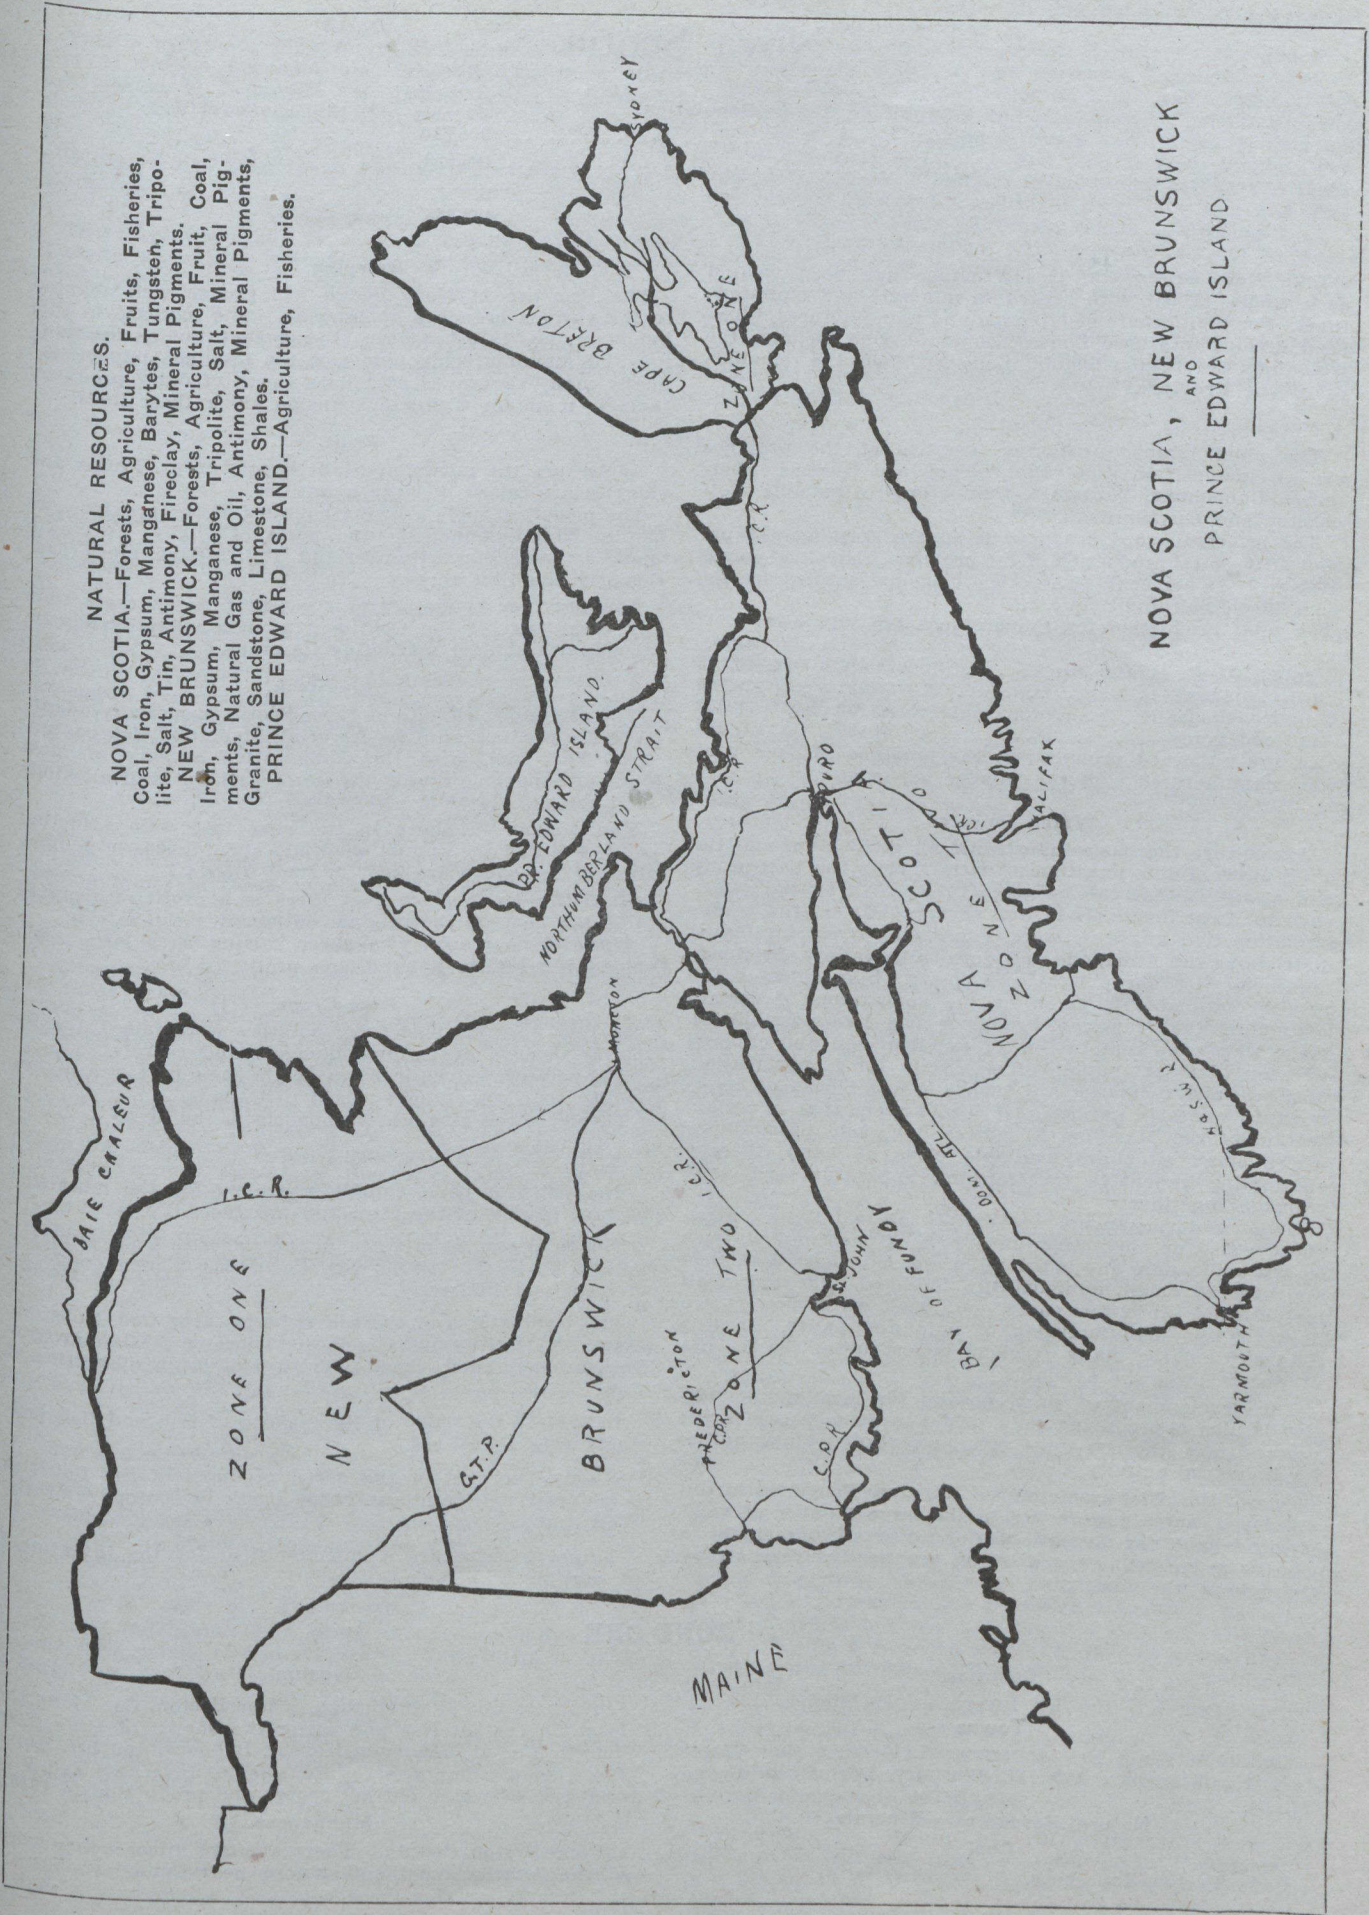 NATURAL RESOURCES.
NOVA SCOTIA.—Forests, Agriculture, Fruits, Fisheries,
Coal, Iron, Gypsum, Manganese, Barytes, Tungsten, Tripo-
lite, Salt, Tin, Antimony, Fireclay, Mineral Pigments.
NEW BRUNSWICK.—Forests, Agriculture, Fruit, Coal,
Iron, Gypsum, Manganese, Tripolite, Salt, Mineral Pig-
ments, Natural Gas and Oil, Antimony, Mineral Pigments,
Granite, Sandstone, Limestone, Shales.
PRINCE EDWARD ISLAND.—Agriculture, Fisheries.
BAIE CHALEUR
I.C.R.
ZONE ONE
NEW
BRUNSWICK
G.T.P.
MONCTON
I.C.R.
ZONE TWO
FREDERICTON
C.P.R.
C.P.R.
St JOHN
BAY OF FUNDY
MAINE
PR. EDWARD ISLAND.
NORTHUMBERLAND STRAIT
CAPE BRETON
SYDNEY
ZONE ONE
I.C.R
I.C.R.
TRURO
NOVA SCOTIA.
ZONE TWO
I.C.R.
HALIFAX
DOM. ATL.
H & S W R
YARMOUTH
NOVA SCOTIA, NEW BRUNSWICK
AND
PRINCE EDWARD ISLAND